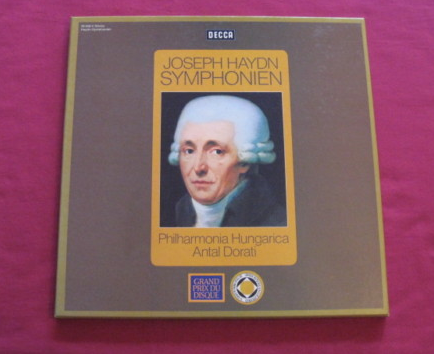 DECCA
JOSEPH HAYDN
SYMPHONIEN
Philharmonia Hungarica
Antal Dorati
GRAND
PRIX DU
DISQUE